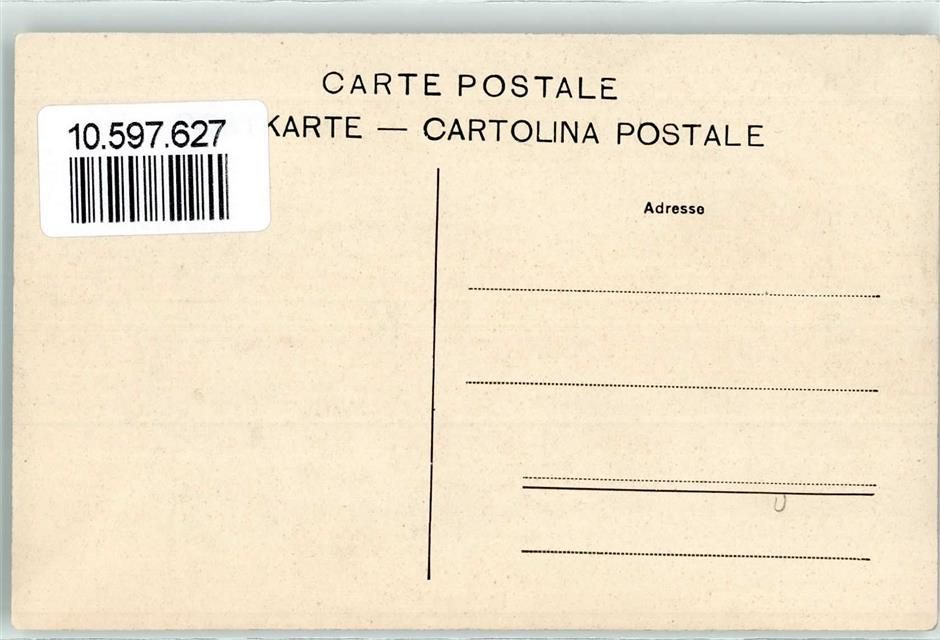 CARTE POSTALE
KARTE — CARTOLINA POSTALE
10.597.627
Adresse